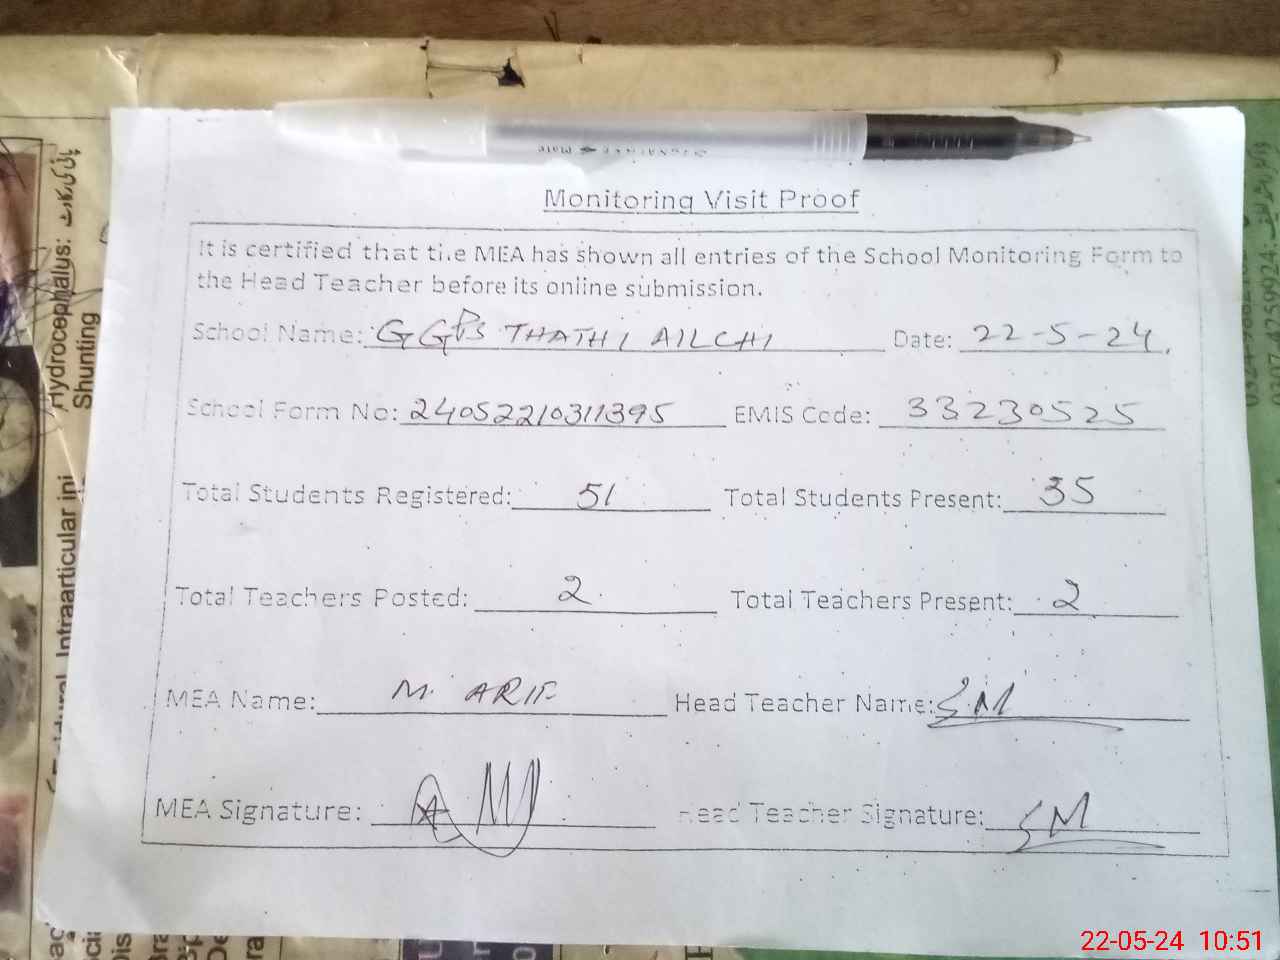 Monitoring Visit Proof
It is certified that the MEA has shown all entries of the School Monitoring Form to
the Head Teacher before its online submission.
School Name: GGPS THATHI AILCHI Date: 22-5-24
School Form No: 24052210311395 EMIS Code: 33230525
Total Students Registered: 51 Total Students Present: 35
Total Teachers Posted: 2 Total Teachers Present: 2
MEA Name: M. ARIF Head Teacher Name: SM
MEA Signature: Head Teacher Signature: SM
Hydrocephalus:
Shunting
Intraarticular ini
22-05-24 10:51